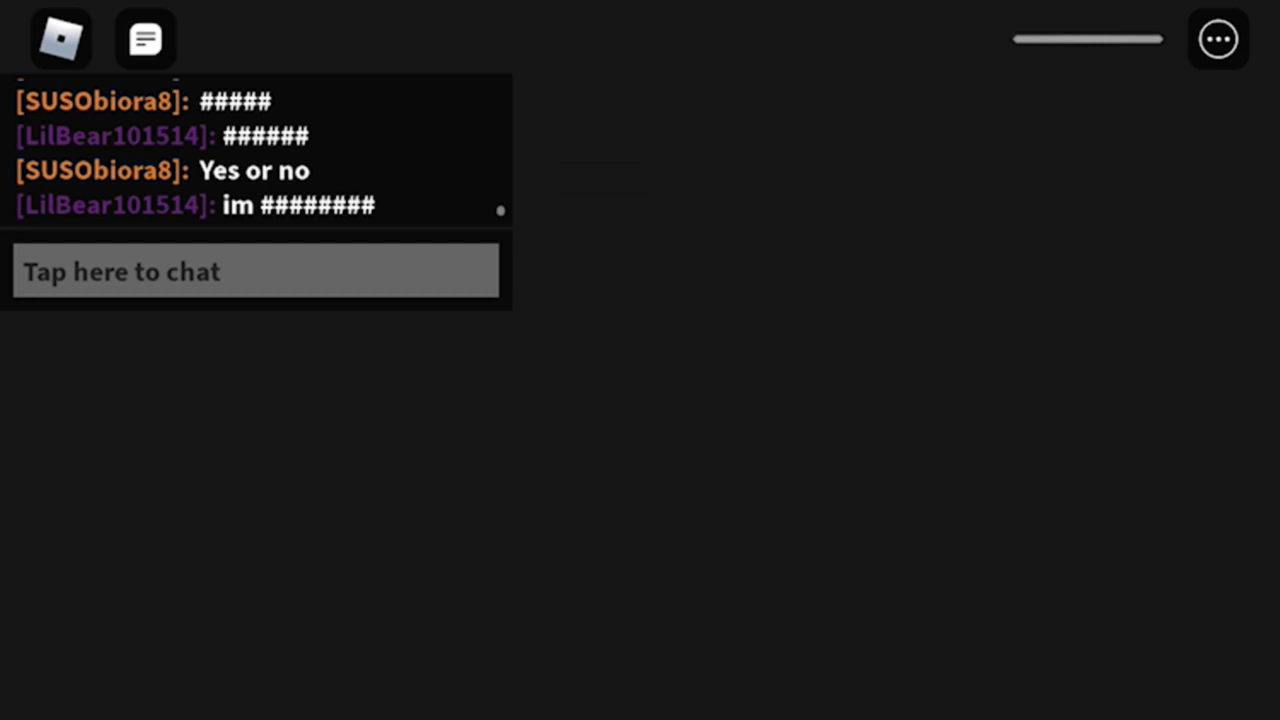 [SUSObiora8]: #####
[LilBear101514]: ######
[SUSObiora8]: Yes or no
[LilBear101514]: im ########
Tap here to chat